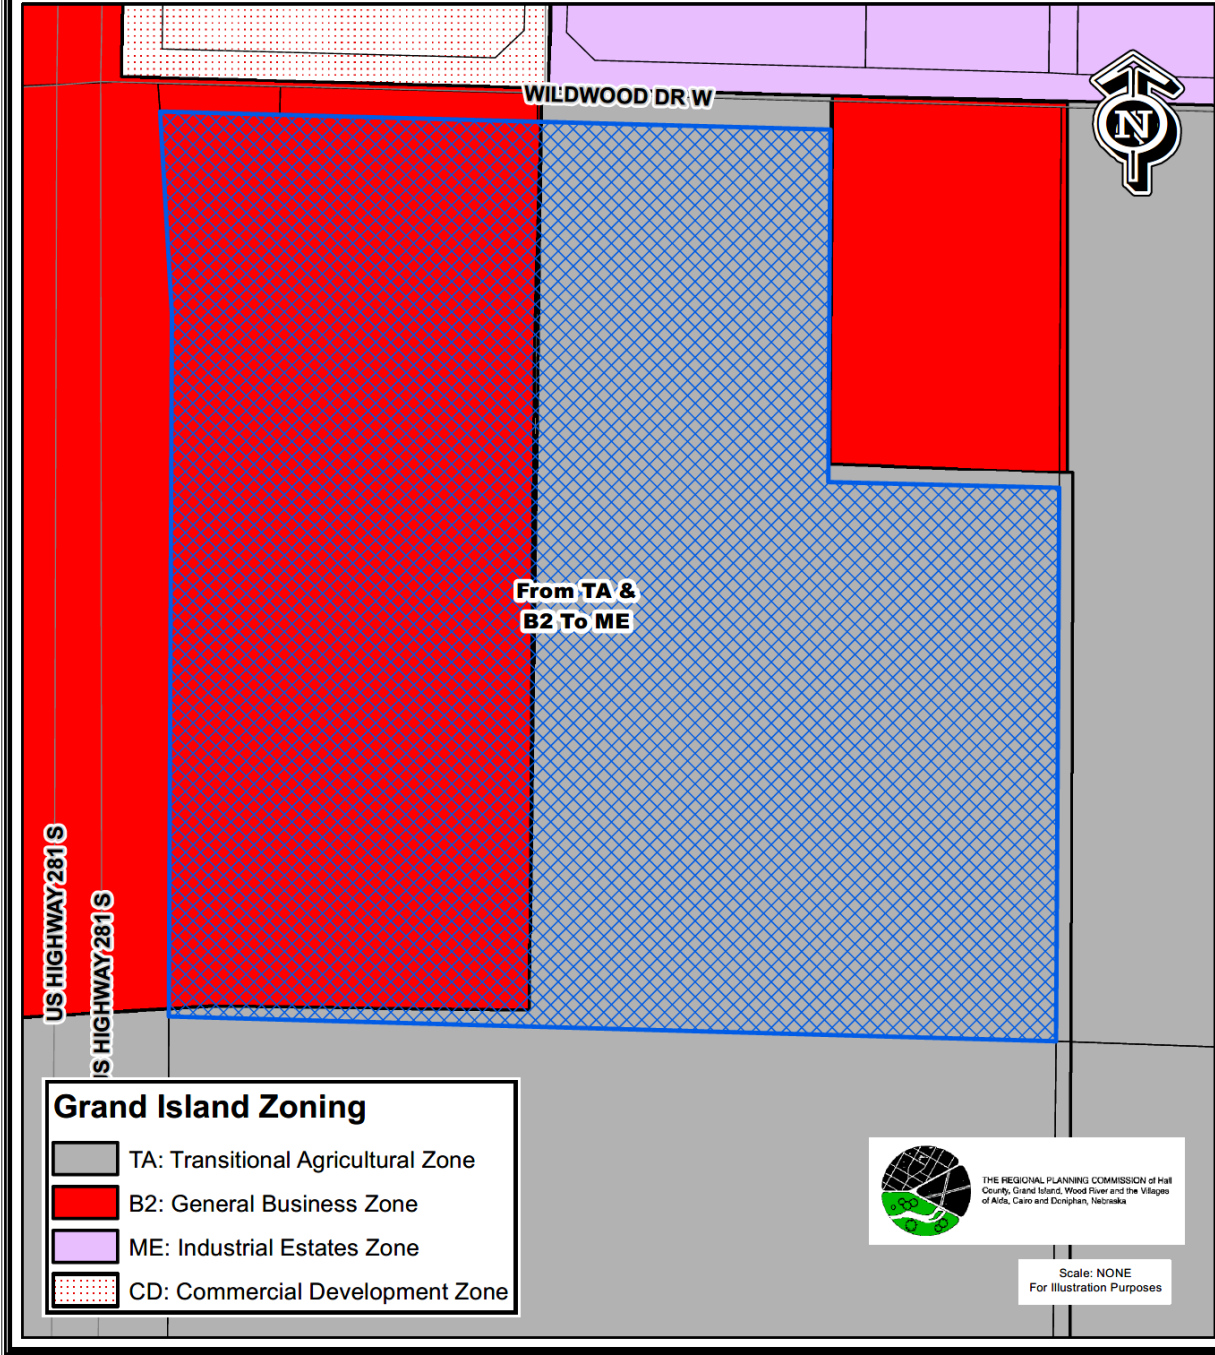 WILDWOOD DR W
N
From TA &
B2 To ME
US HIGHWAY 281 S
US HIGHWAY 281 S
Grand Island Zoning
TA: Transitional Agricultural Zone
B2: General Business Zone
ME: Industrial Estates Zone
CD: Commercial Development Zone
THE REGIONAL PLANNING COMMISSION of Hall
County, Grand Island, Wood River and the Villages
of Alda, Cairo and Doniphan, Nebraska
Scale: NONE
For Illustration Purposes